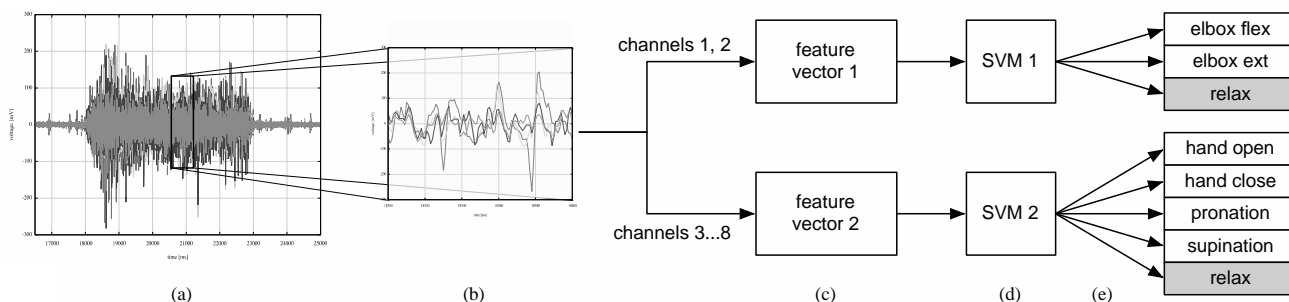 300
200
100
0
-100
-200
-300
voltage [mV]
17000 18000 19000 20000 21000 22000 23000 24000 25000
time [ms]
channels 1, 2
channels 3...8
feature
vector 1
feature
vector 2
SVM 1
SVM 2
elbox flex
elbox ext
relax
hand open
hand close
pronation
supination
relax
(a) (b) (c) (d) (e)